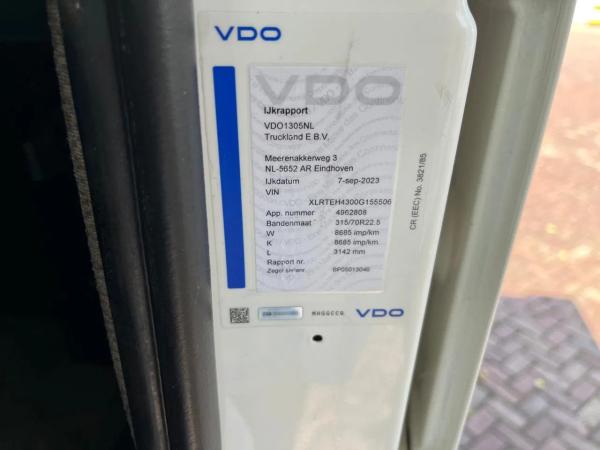 VDO
VDO
IJkrapport
VDO1305NL
Truckland E B.V.
Meerenakkerweg 3
NL-5652 AR Eindhoven
IJkdatum 7-sep-2023
VIN
XLRTEH4300G155506
App. nummer 4962808
Bandenmaat 315/70R22.5
W 8685 imp/km
K 8685 imp/km
L 3142 mm
Rapport nr.
Zegel
VDO
CR (EEC) No. 3821/85